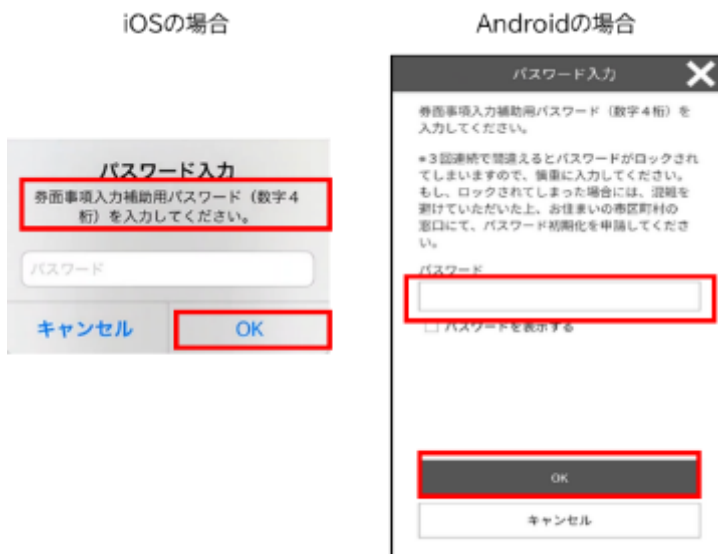 iOSの場合
パスワード入力
券面事項入力補助用パスワード（数字４
桁）を入力してください。
パスワード
キャンセル
OK
Androidの場合
パスワード入力
券面事項入力補助用パスワード（数字４桁）を
入力してください。
＊３回連続で間違えるとパスワードがロックされ
てしまいますので、慎重に入力してください。
もし、ロックされてしまった場合には、混雑を
避けていただいた上、お住まいの市区町村の
窓口にて、パスワード初期化を申請してくださ
い。
パスワード
パスワードを表示する
OK
キャンセル